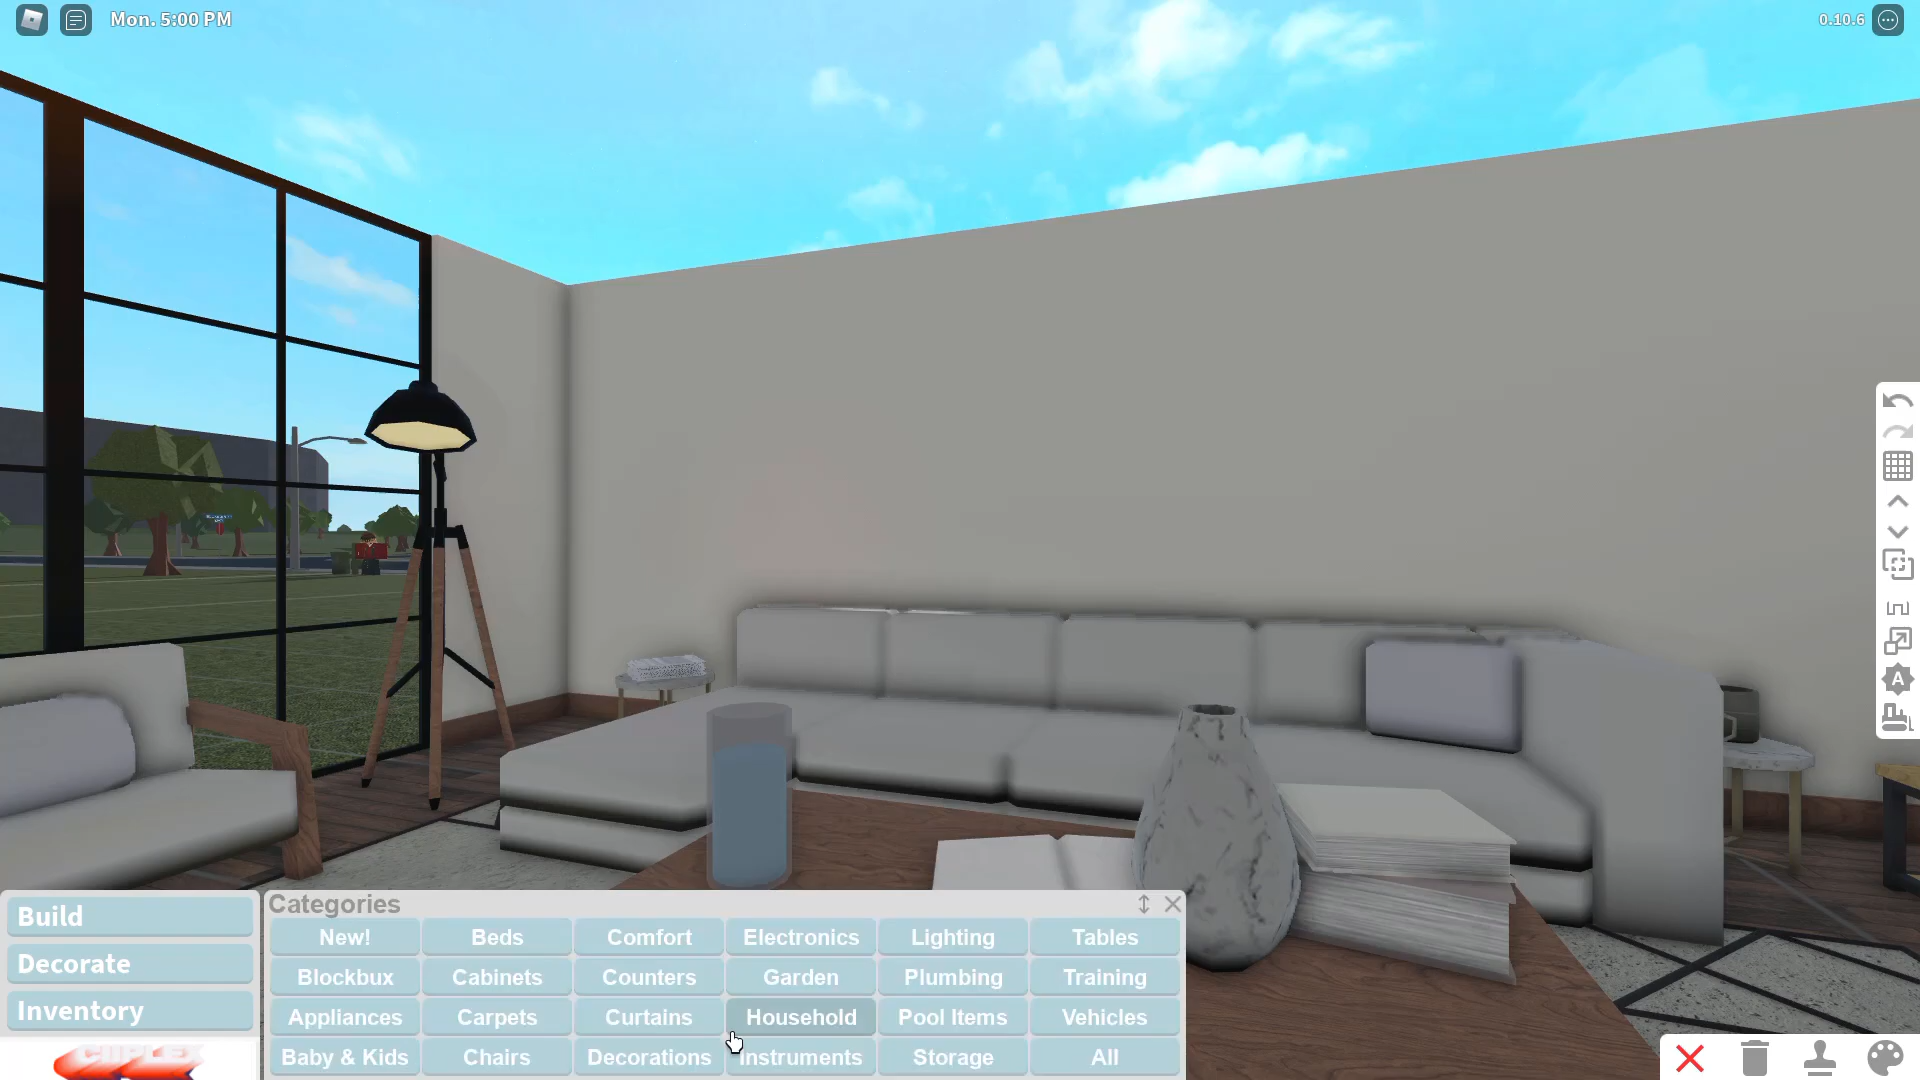 Mon. 5:00 PM
0.10.6
Build
Decorate
Inventory
Categories
New! Beds Comfort Electronics Lighting Tables
Blockbux Cabinets Counters Garden Plumbing Training
Appliances Carpets Curtains Household Pool Items Vehicles
Baby & Kids Chairs Decorations Instruments Storage All
A